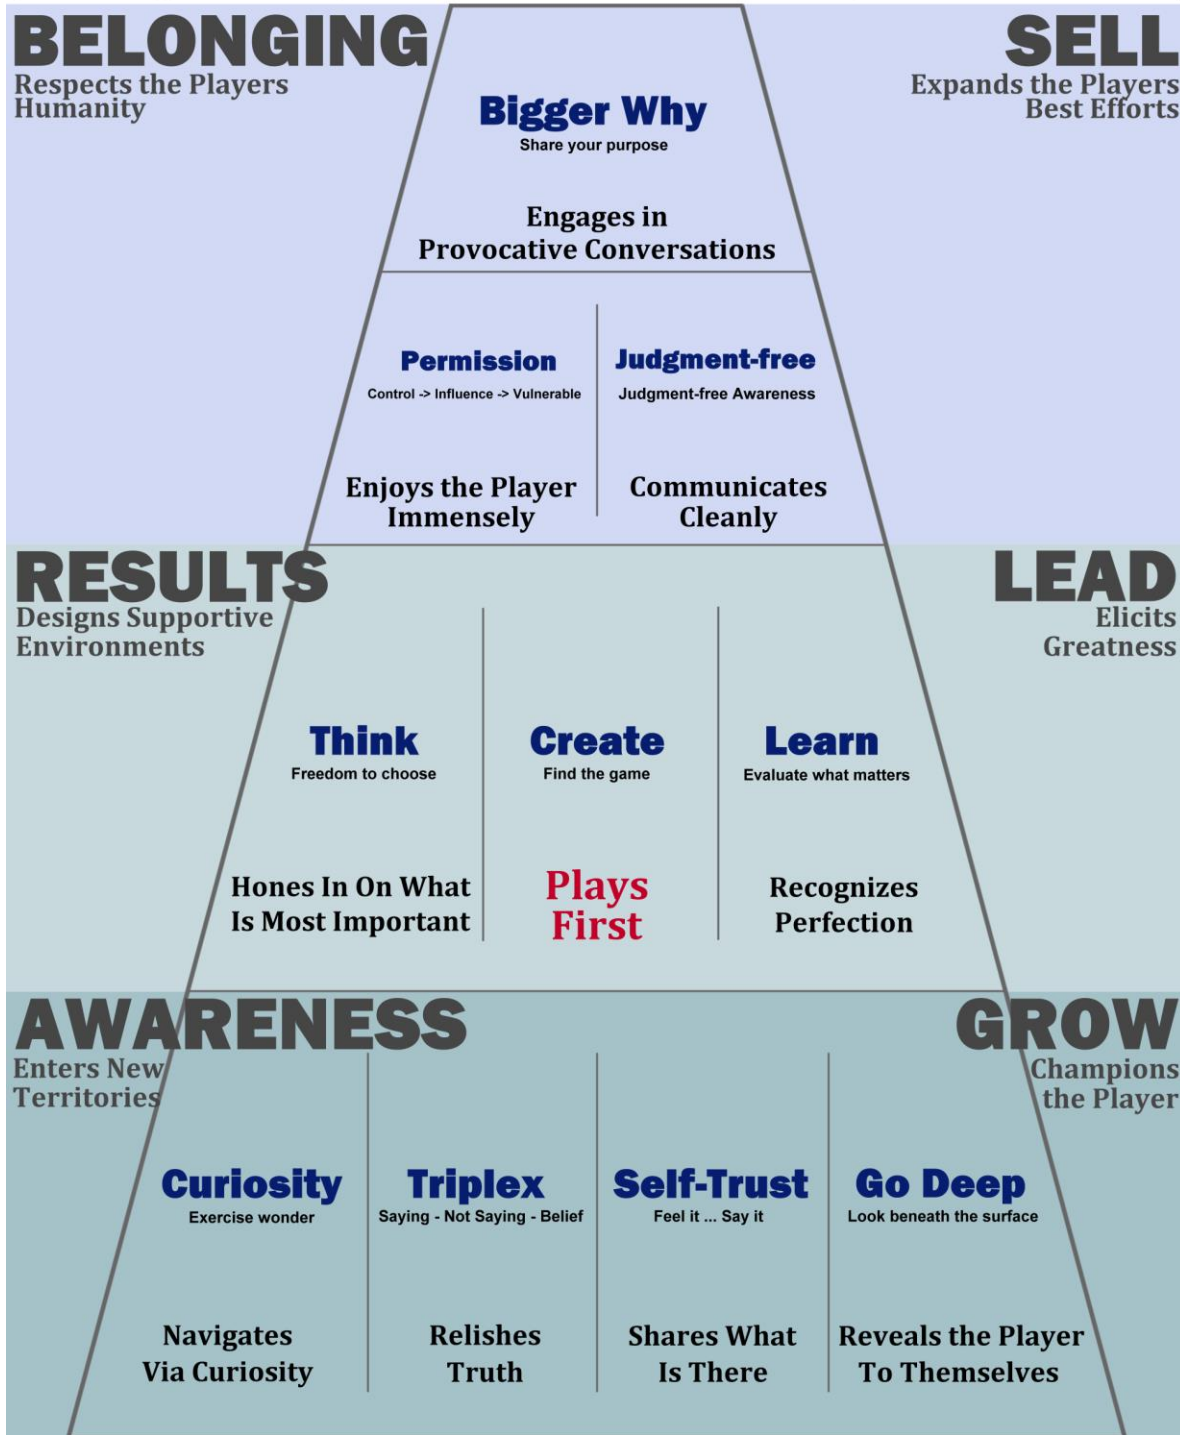 BELONGING
Respects the Players
Humanity
SELL
Expands the Players
Best Efforts
Bigger Why
Share your purpose
Engages in
Provocative Conversations
Permission
Control -> Influence -> Vulnerable
Enjoys the Player
Immensely
Judgment-free
Judgment-free Awareness
Communicates
Cleanly
RESULTS
Designs Supportive
Environments
LEAD
Elicits
Greatness
Think
Freedom to choose
Hones In On What
Is Most Important
Create
Find the game
Plays
First
Learn
Evaluate what matters
Recognizes
Perfection
AWARENESS
Enters New
Territories
GROW
Champions
the Player
Curiosity
Exercise wonder
Navigates
Via Curiosity
Triplex
Saying - Not Saying - Belief
Relishes
Truth
Self-Trust
Feel it ... Say it
Shares What
Is There
Go Deep
Look beneath the surface
Reveals the Player
To Themselves